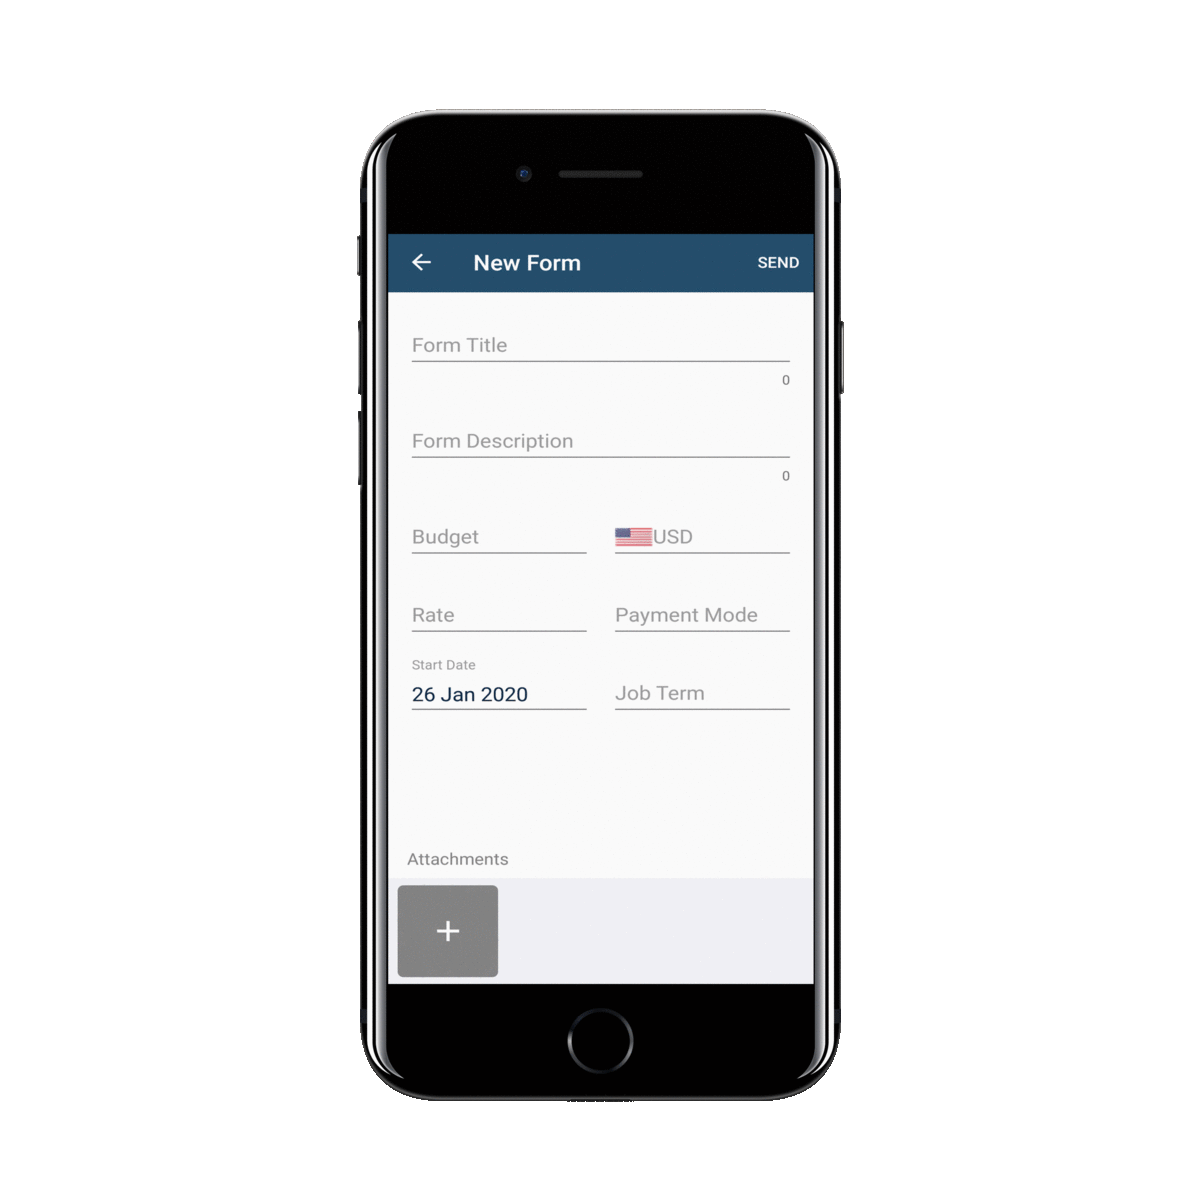 New Form SEND
Form Title
0
Form Description
0
Budget USD
Rate Payment Mode
Start Date
26 Jan 2020 Job Term
Attachments
+